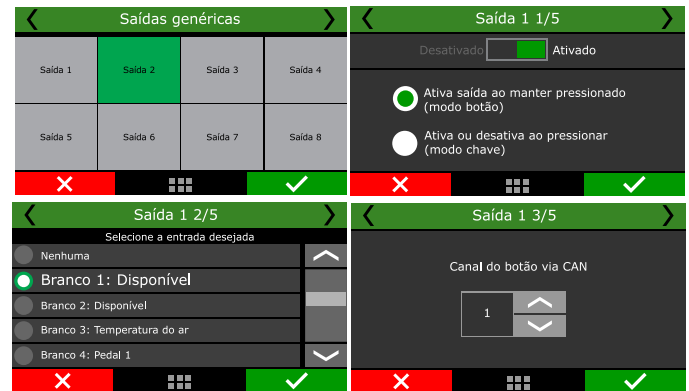 Saídas genéricas
Saída 1
Saída 2
Saída 3
Saída 4
Saída 5
Saída 6
Saída 7
Saída 8
Saída 1 1/5
Desativado
Ativado
Ativa saída ao manter pressionado
(modo botão)
Ativa ou desativa ao pressionar
(modo chave)
Saída 1 2/5
Selecione a entrada desejada
Nenhuma
Branco 1: Disponível
Branco 2: Disponível
Branco 3: Temperatura do ar
Branco 4: Pedal 1
Saída 1 3/5
Canal do botão via CAN
1